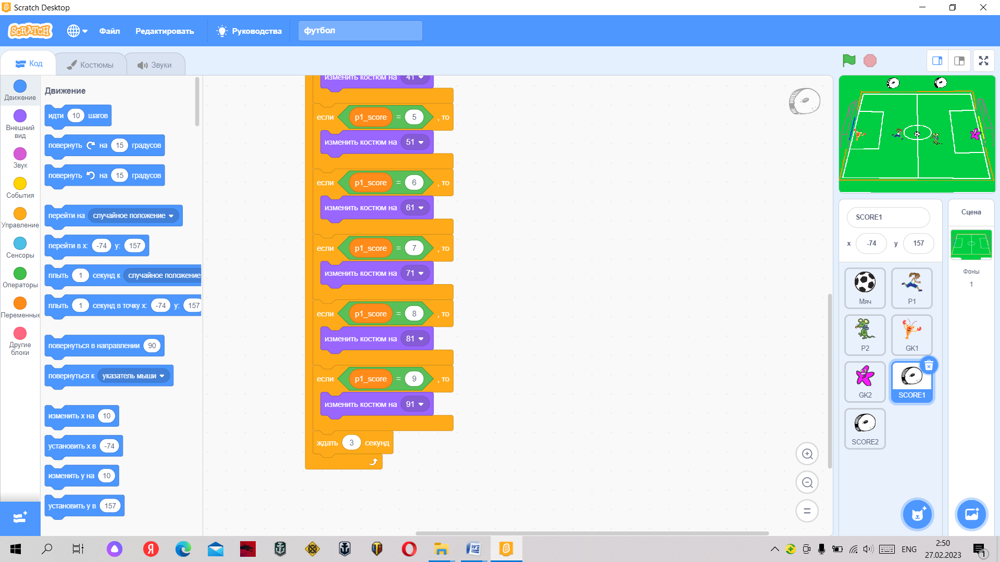 Scratch Desktop
SCRATCH
Файл
Редактировать
Руководства
футбол
Код
Костюмы
Звуки
Движение
Внешний
вид
Звук
События
Управление
Сенсоры
Операторы
Переменные
Другие
блоки
Движение
идти 10 шагов
повернуть на 15 градусов
повернуть на 15 градусов
перейти на случайное положение
перейти в x: -74 y: 157
плыть 1 секунд к случайное положение
плыть 1 секунд в точку x: -74 y: 157
повернуться в направлении 90
повернуться к указатель мыши
изменить x на 10
установить x в -74
изменить y на 10
установить y в 157
изменить костюм на 41
если p1_score = 5 , то
изменить костюм на 51
если p1_score = 6 , то
изменить костюм на 61
если p1_score = 7 , то
изменить костюм на 71
если p1_score = 8 , то
изменить костюм на 81
если p1_score = 9 , то
изменить костюм на 91
ждать 3 секунд
SCORE1
x -74 y 157
Мяч
P1
P2
GK1
GK2
SCORE1
SCORE2
Сцена
Фоны
1
ENG
2:50
27.02.2023
1